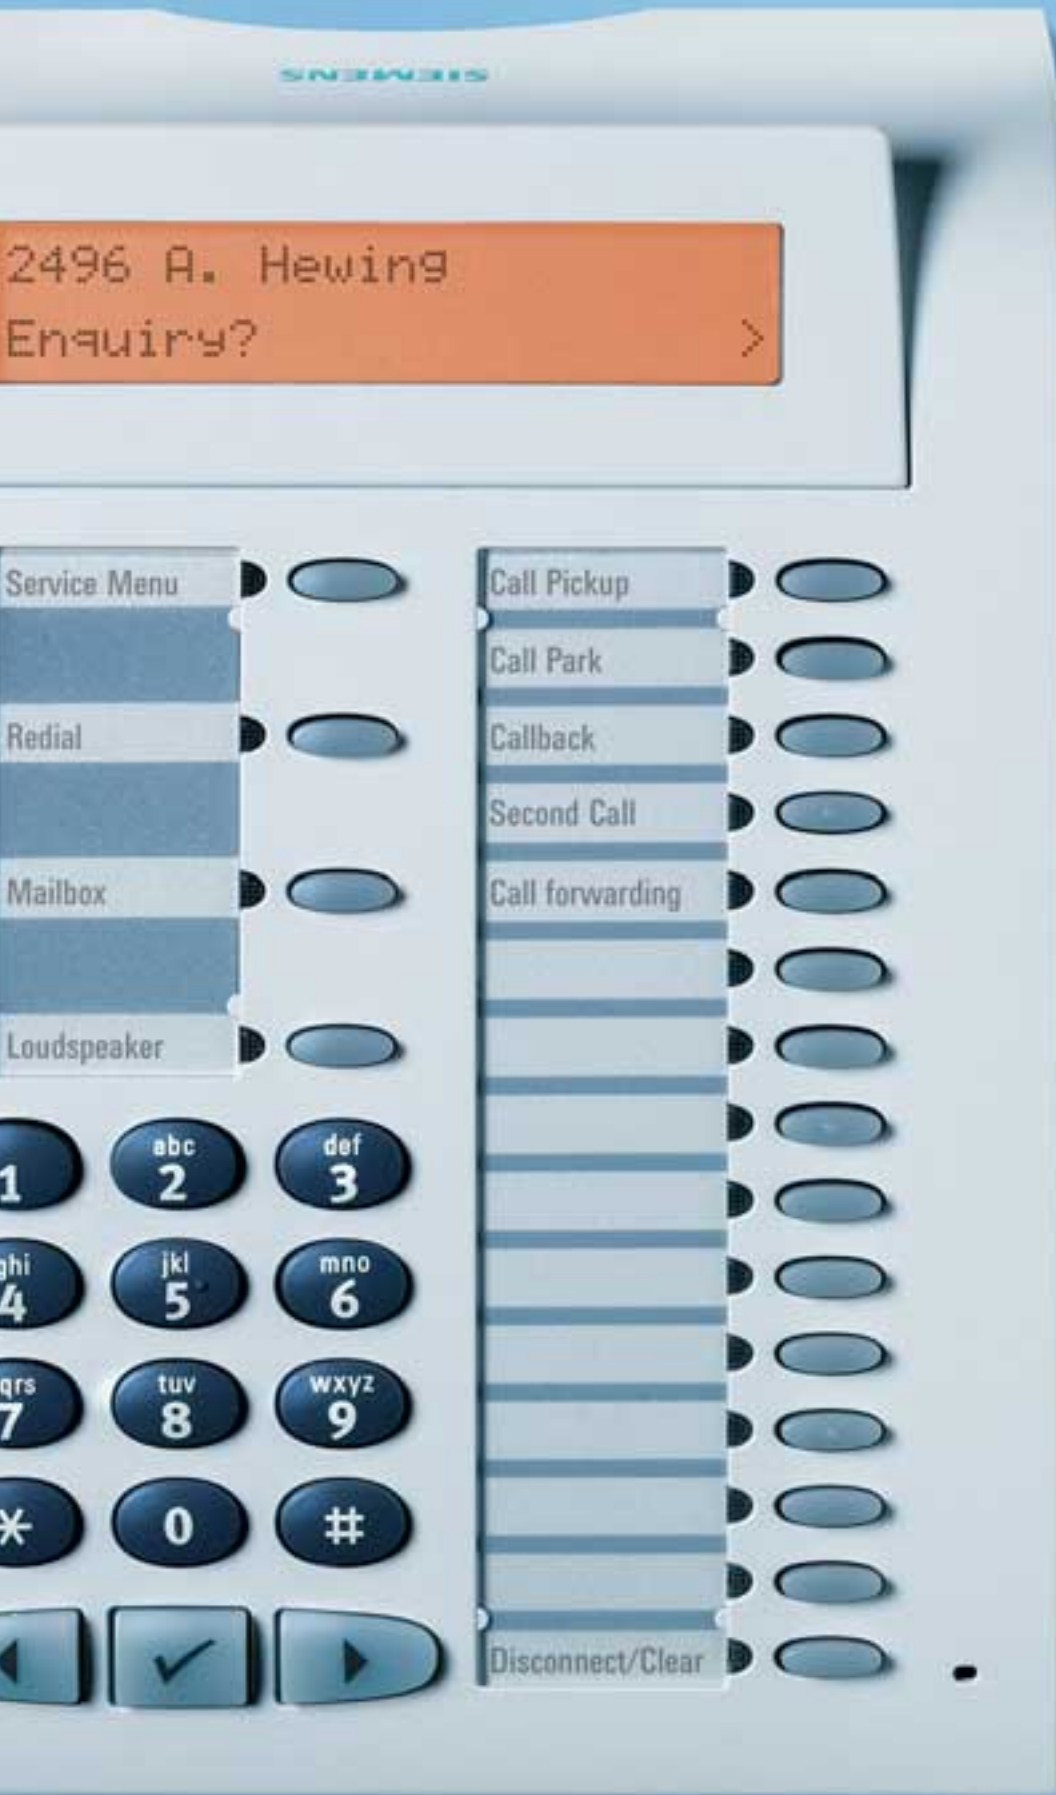 SIEMENS
2496 A. Hewing
Enquiry? >
Service Menu
Redial
Mailbox
Loudspeaker
Call Pickup
Call Park
Callback
Second Call
Call forwarding
Disconnect/Clear
1
abc
2
def
3
ghi
4
jkl
5
mno
6
qrs
7
tuv
8
wxyz
9
*
0
#